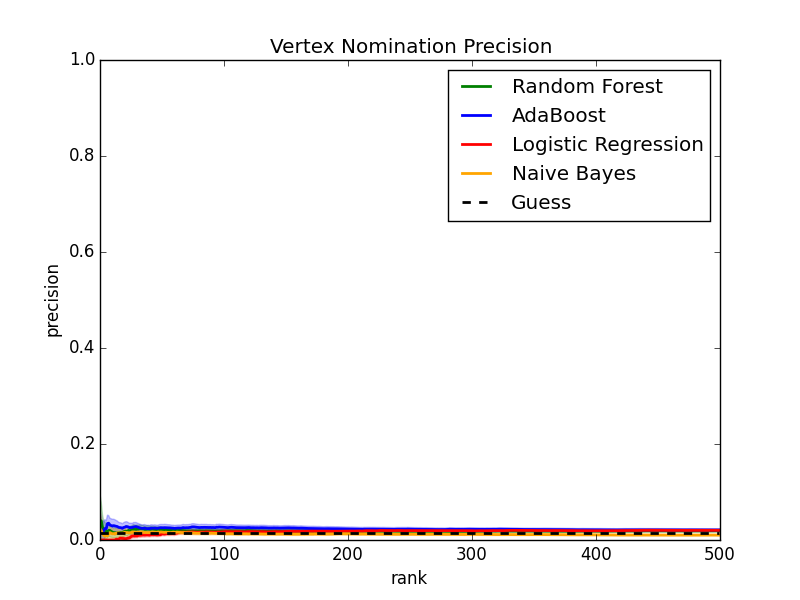 Vertex Nomination Precision
1.0
0.8
0.6
0.4
0.2
0.0
precision
Random Forest
AdaBoost
Logistic Regression
Naive Bayes
Guess
0 100 200 300 400 500
rank